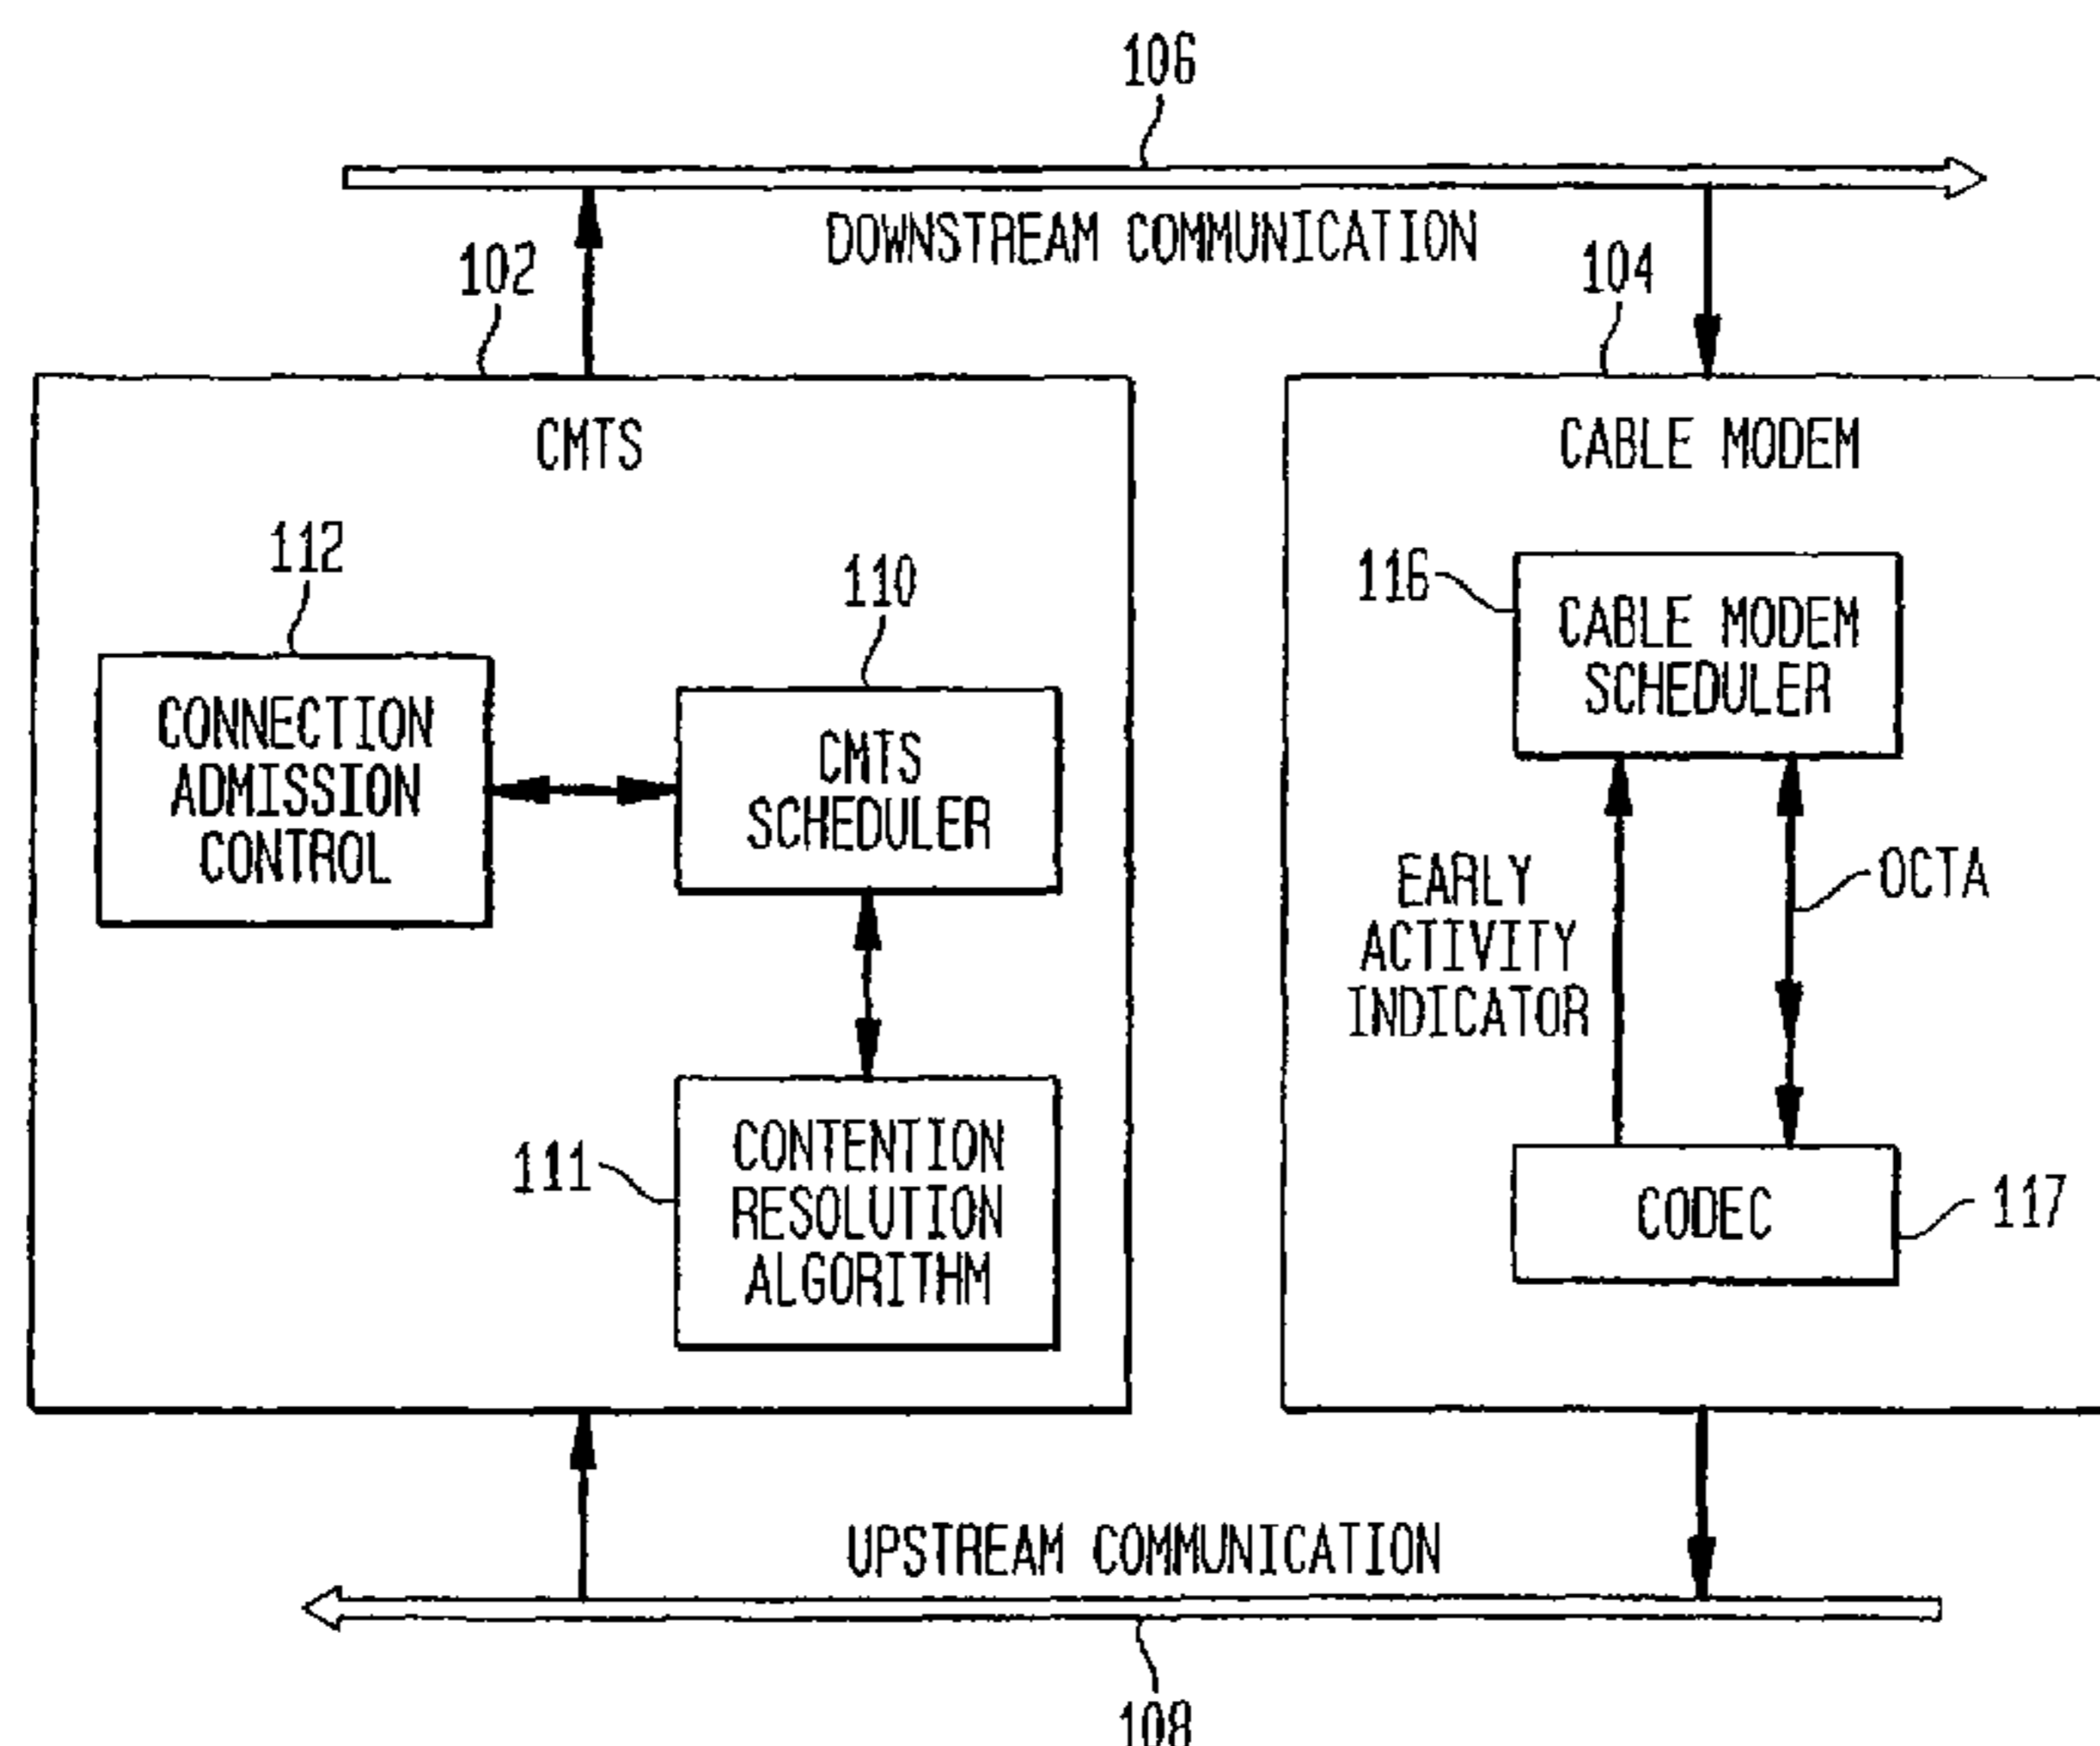 106
DOWNSTREAM COMMUNICATION
102
104
CMTS
CABLE MODEM
112
110
116
CABLE MODEM
SCHEDULER
CONNECTION
ADMISSION
CONTROL
CMTS
SCHEDULER
EARLY
ACTIVITY
INDICATOR
OCTA
111
CONTENTION
RESOLUTION
ALGORITHM
CODEC
117
UPSTREAM COMMUNICATION
108